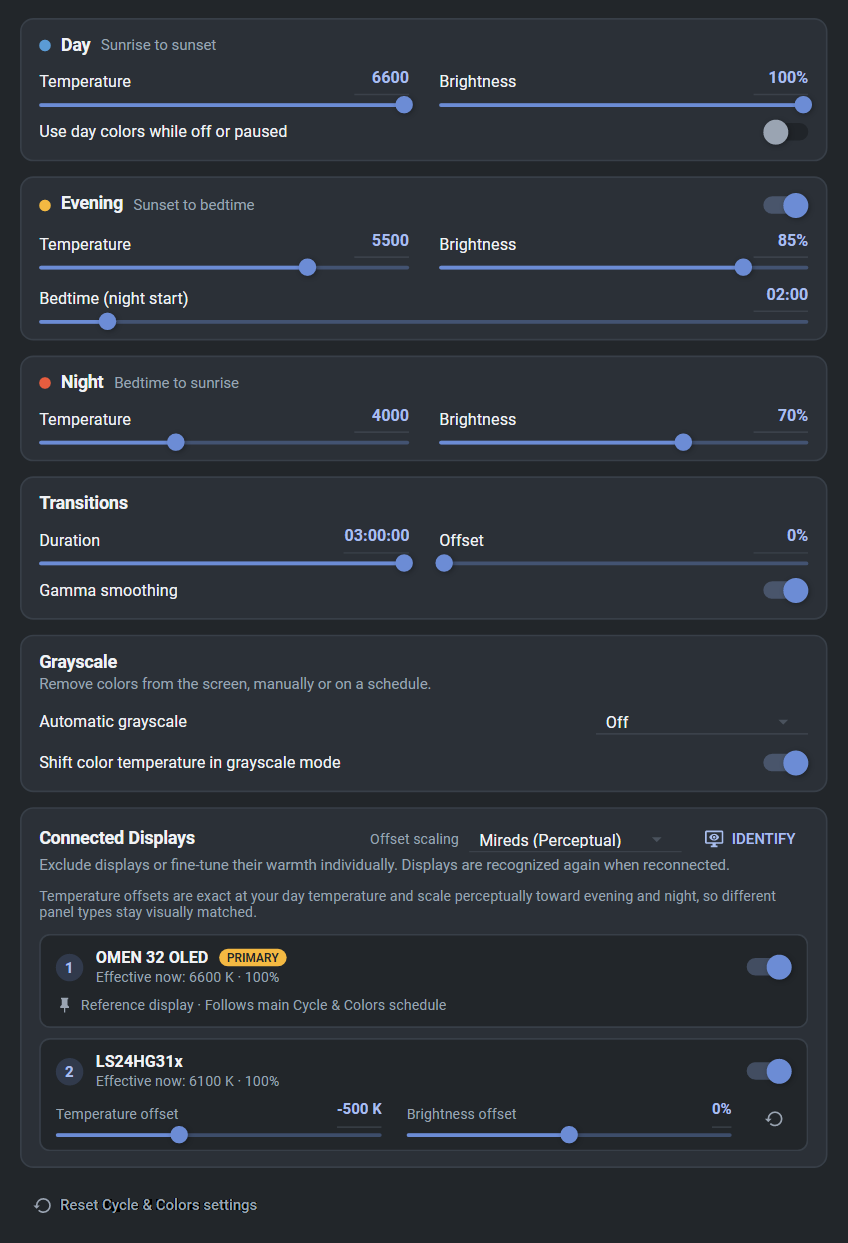 Day Sunrise to sunset
Temperature 6600 Brightness 100%
Use day colors while off or paused
Evening Sunset to bedtime
Temperature 5500 Brightness 85%
Bedtime (night start) 02:00
Night Bedtime to sunrise
Temperature 4000 Brightness 70%
Transitions
Duration 03:00:00 Offset 0%
Gamma smoothing
Grayscale
Remove colors from the screen, manually or on a schedule.
Automatic grayscale Off
Shift color temperature in grayscale mode
Connected Displays Offset scaling Mireds (Perceptual) IDENTIFY
Exclude displays or fine-tune their warmth individually. Displays are recognized again when reconnected.
Temperature offsets are exact at your day temperature and scale perceptually toward evening and night, so different
panel types stay visually matched.
1 OMEN 32 OLED PRIMARY
Effective now: 6600 K · 100%
Reference display · Follows main Cycle & Colors schedule
2 LS24HG31x
Effective now: 6100 K · 100%
Temperature offset -500 K Brightness offset 0%
Reset Cycle & Colors settings